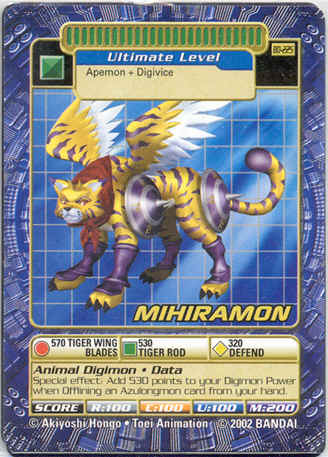 Ultimate Level
BO-225
Apemon + Digivice
MIHIRAMON
570 TIGER WING BLADES
530 TIGER ROD
320 DEFEND
Animal Digimon • Data
Special effect: Add 530 points to your Digimon Power
when Offlining an Azulongmon card from your hand.
SCORE R:100 C:100 U:100 M:200
© Akiyoshi Hongo • Toei Animation © 2002 BANDAI